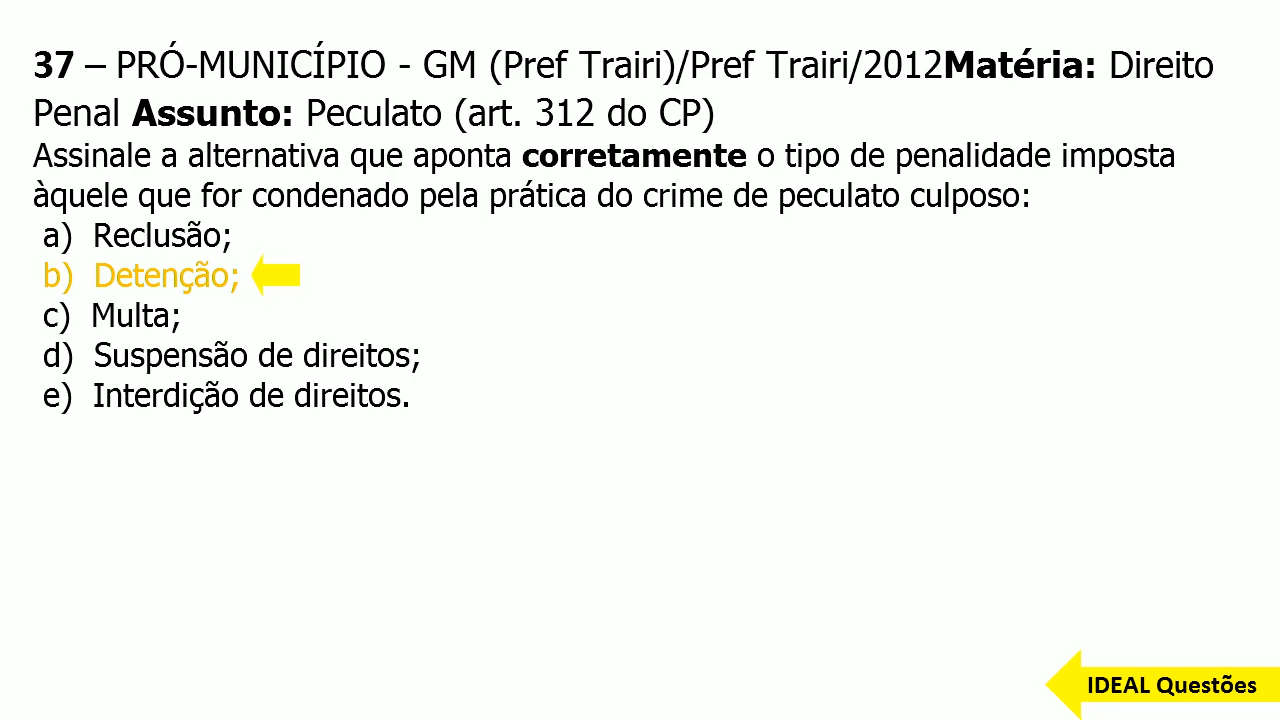 37 – PRÓ-MUNICÍPIO - GM (Pref Trairi)/Pref Trairi/2012Matéria: Direito
Penal Assunto: Peculato (art. 312 do CP)
Assinale a alternativa que aponta corretamente o tipo de penalidade imposta
àquele que for condenado pela prática do crime de peculato culposo:
a) Reclusão;
b) Detenção;
c) Multa;
d) Suspensão de direitos;
e) Interdição de direitos.
IDEAL Questões